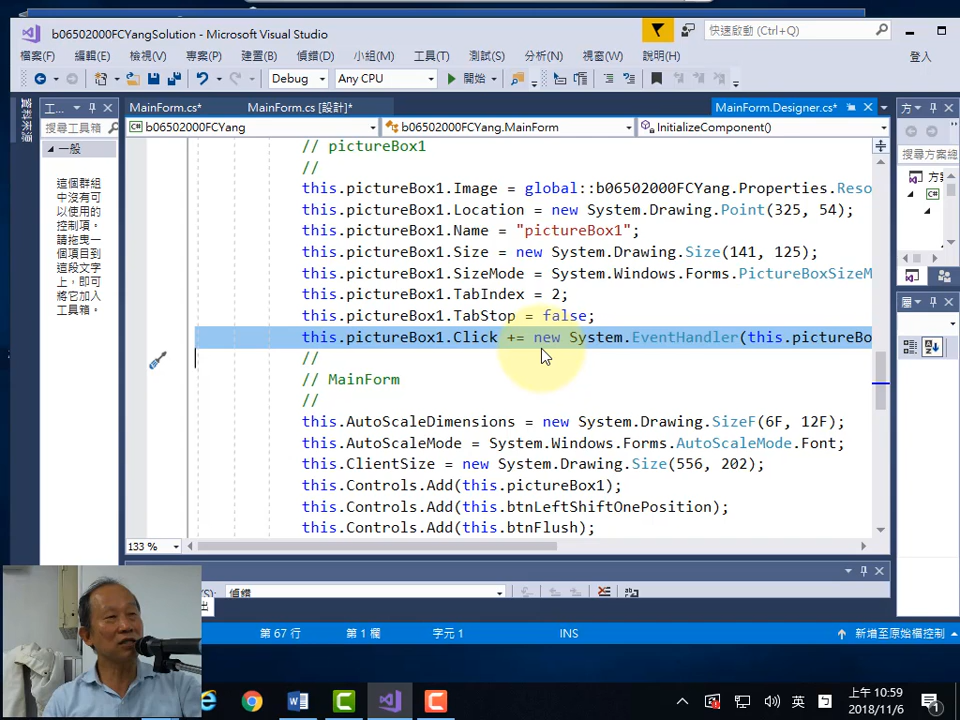 b06502000FCYangSolution - Microsoft Visual Studio
快速啟動 (Ctrl+Q)
檔案(F) 編輯(E) 檢視(V) 專案(P) 建置(B) 偵錯(D) 小組(M) 工具(T) 測試(S) 分析(N) 視窗(W) 說明(H) 登入
Debug Any CPU 開始
資料來源
工...
MainForm.cs* MainForm.cs [設計]* MainForm.Designer.cs*
方
搜尋工具箱
b06502000FCYang b06502000FCYang.MainForm InitializeComponent()
一般
搜尋方案總
這個群組
中沒有可
以使用的
控制項。
請拖曳一
個項目到
這段文字
上，即可
將它加入
工具箱。
// pictureBox1
//
this.pictureBox1.Image = global::b06502000FCYang.Properties.Reso
this.pictureBox1.Location = new System.Drawing.Point(325, 54);
this.pictureBox1.Name = "pictureBox1";
this.pictureBox1.Size = new System.Drawing.Size(141, 125);
this.pictureBox1.SizeMode = System.Windows.Forms.PictureBoxSizeM
this.pictureBox1.TabIndex = 2;
this.pictureBox1.TabStop = false;
this.pictureBox1.Click += new System.EventHandler(this.pictureBo
//
// MainForm
//
this.AutoScaleDimensions = new System.Drawing.SizeF(6F, 12F);
this.AutoScaleMode = System.Windows.Forms.AutoScaleMode.Font;
this.ClientSize = new System.Drawing.Size(556, 202);
this.Controls.Add(this.pictureBox1);
this.Controls.Add(this.btnLeftShiftOnePosition);
this.Controls.Add(this.btnFlush);
133 %
(S): 偵錯
出
屬
第 67 行 第 1 欄 字元 1 INS 新增至原始檔控制
英
上午 10:59
2018/11/6
1